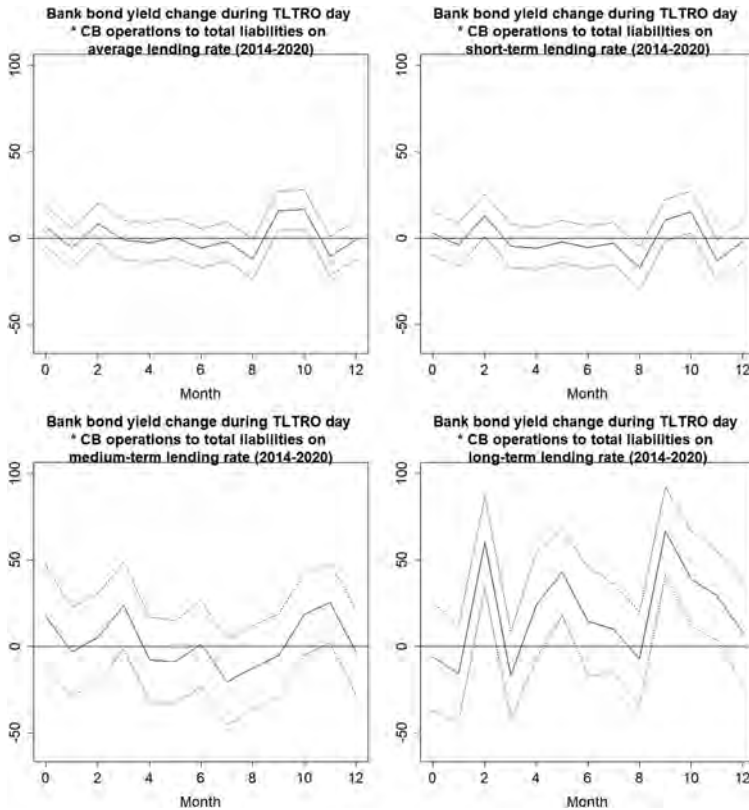 Bank bond yield change during TLTRO day
* CB operations to total liabilities on
average lending rate (2014-2020)
100
50
0
-50
0 2 4 6 8 10 12
Month
Bank bond yield change during TLTRO day
* CB operations to total liabilities on
short-term lending rate (2014-2020)
100
50
0
-50
0 2 4 6 8 10 12
Month
Bank bond yield change during TLTRO day
* CB operations to total liabilities on
medium-term lending rate (2014-2020)
100
50
0
-50
0 2 4 6 8 10 12
Month
Bank bond yield change during TLTRO day
* CB operations to total liabilities on
long-term lending rate (2014-2020)
100
50
0
-50
0 2 4 6 8 10 12
Month